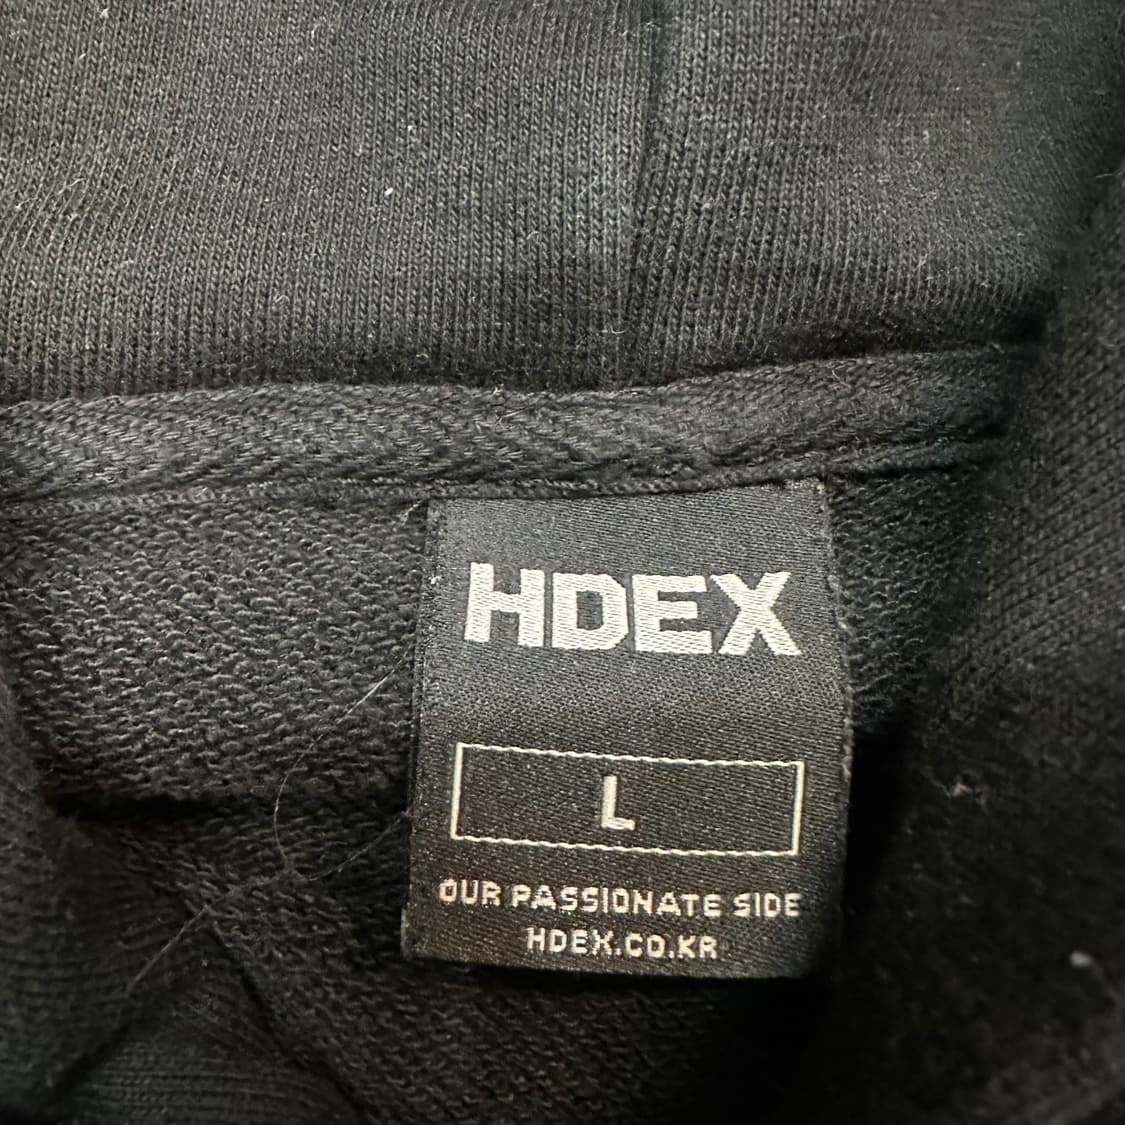 HDEX
L
OUR PASSIONATE SIDE
HDEX.CO.KR